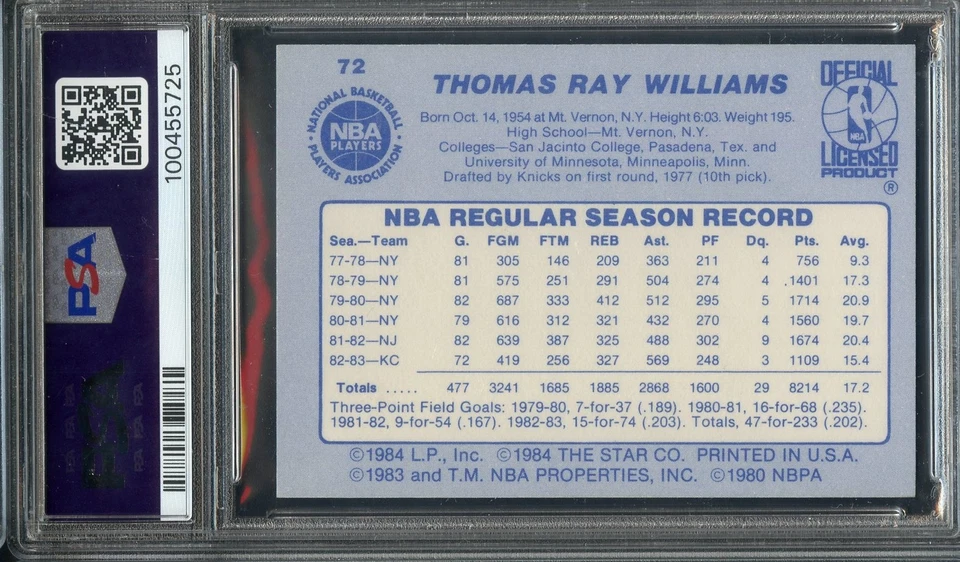 100455725
PSA
72
NATIONAL BASKETBALL
NBA
PLAYERS
PLAYERS ASSOCIATION
THOMAS RAY WILLIAMS
Born Oct. 14, 1954 at Mt. Vernon, N.Y. Height 6:03. Weight 195.
High School—Mt. Vernon, N.Y.
Colleges—San Jacinto College, Pasadena, Tex. and
University of Minnesota, Minneapolis, Minn.
Drafted by Knicks on first round, 1977 (10th pick).
OFFICIAL
NBA
LICENSED
PRODUCT
®
NBA REGULAR SEASON RECORD
Sea.—Team G. FGM FTM REB Ast. PF Dq. Pts. Avg.
77-78—NY 81 305 146 209 363 211 4 756 9.3
78-79—NY 81 575 251 291 504 274 4 .1401 17.3
79-80—NY 82 687 333 412 512 295 5 1714 20.9
80-81—NY 79 616 312 321 432 270 4 1560 19.7
81-82—NJ 82 639 387 325 488 302 9 1674 20.4
82-83—KC 72 419 256 327 569 248 3 1109 15.4
Totals ..... 477 3241 1685 1885 2868 1600 29 8214 17.2
Three-Point Field Goals: 1979-80, 7-for-37 (.189). 1980-81, 16-for-68 (.235).
1981-82, 9-for-54 (.167). 1982-83, 15-for-74 (.203). Totals, 47-for-233 (.202).
©1984 L.P., Inc. ©1984 THE STAR CO. PRINTED IN U.S.A.
©1983 and T.M. NBA PROPERTIES, INC. ©1980 NBPA